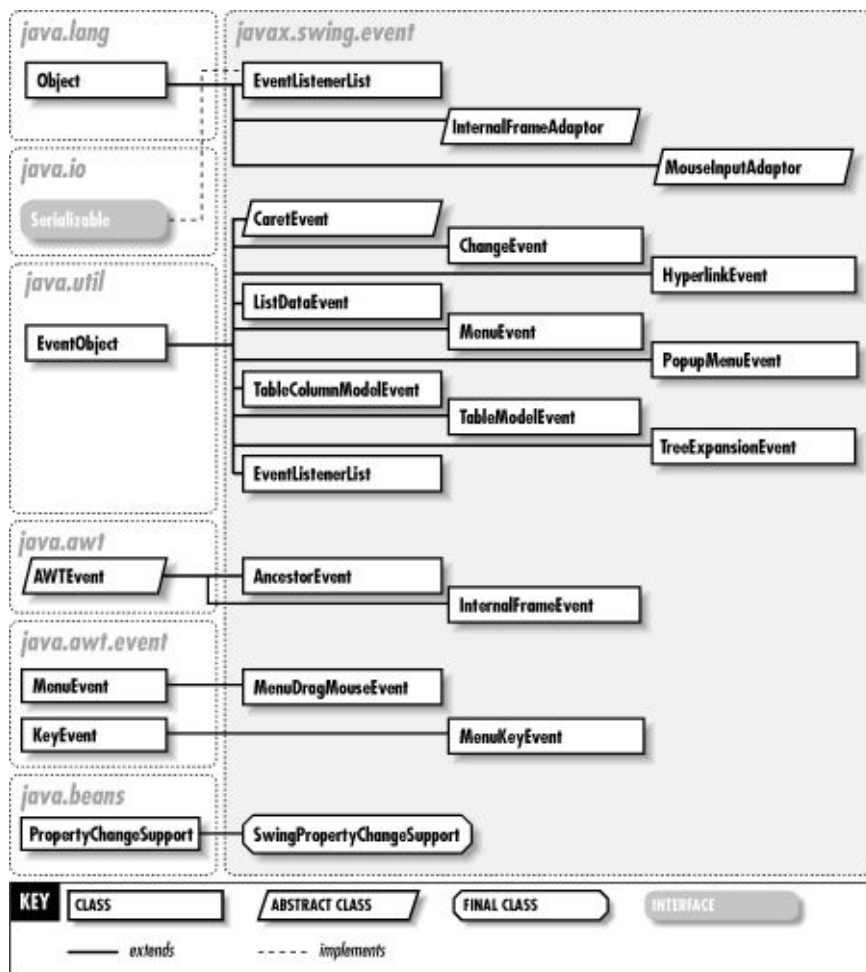 java.lang
javax.swing.event
Object
EventListenerList
InternalFrameAdaptor
MouseInputAdaptor
java.io
Serializable
CaretEvent
ChangeEvent
HyperlinkEvent
java.util
ListDataEvent
MenuEvent
EventObject
PopupMenuEvent
TableColumnModelEvent
TableModelEvent
TreeExpansionEvent
EventListenerList
java.awt
AWTEvent
AncestorEvent
InternalFrameEvent
java.awt.event
MenuEvent
MenuDragMouseEvent
KeyEvent
MenuKeyEvent
java.beans
PropertyChangeSupport
SwingPropertyChangeSupport
KEY
CLASS
ABSTRACT CLASS
FINAL CLASS
INTERFACE
extends
implements